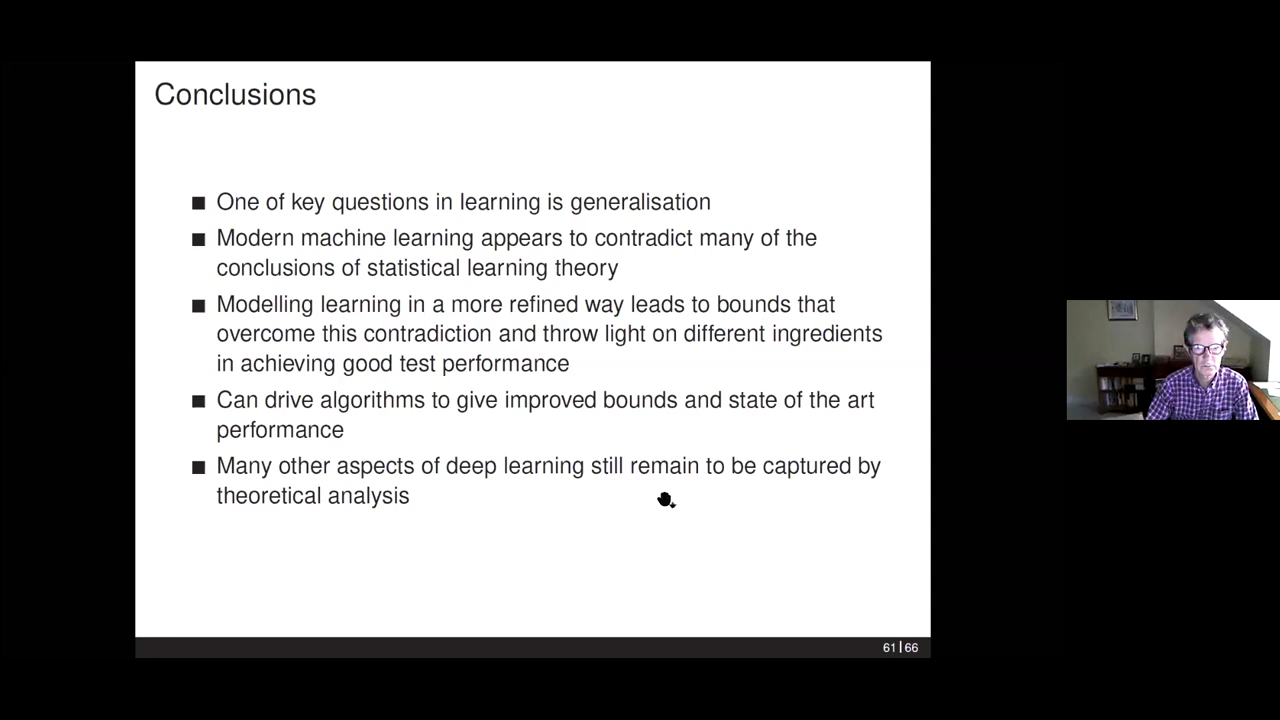 Conclusions
■ One of key questions in learning is generalisation
■ Modern machine learning appears to contradict many of the
conclusions of statistical learning theory
■ Modelling learning in a more refined way leads to bounds that
overcome this contradiction and throw light on different ingredients
in achieving good test performance
■ Can drive algorithms to give improved bounds and state of the art
performance
■ Many other aspects of deep learning still remain to be captured by
theoretical analysis
61|66